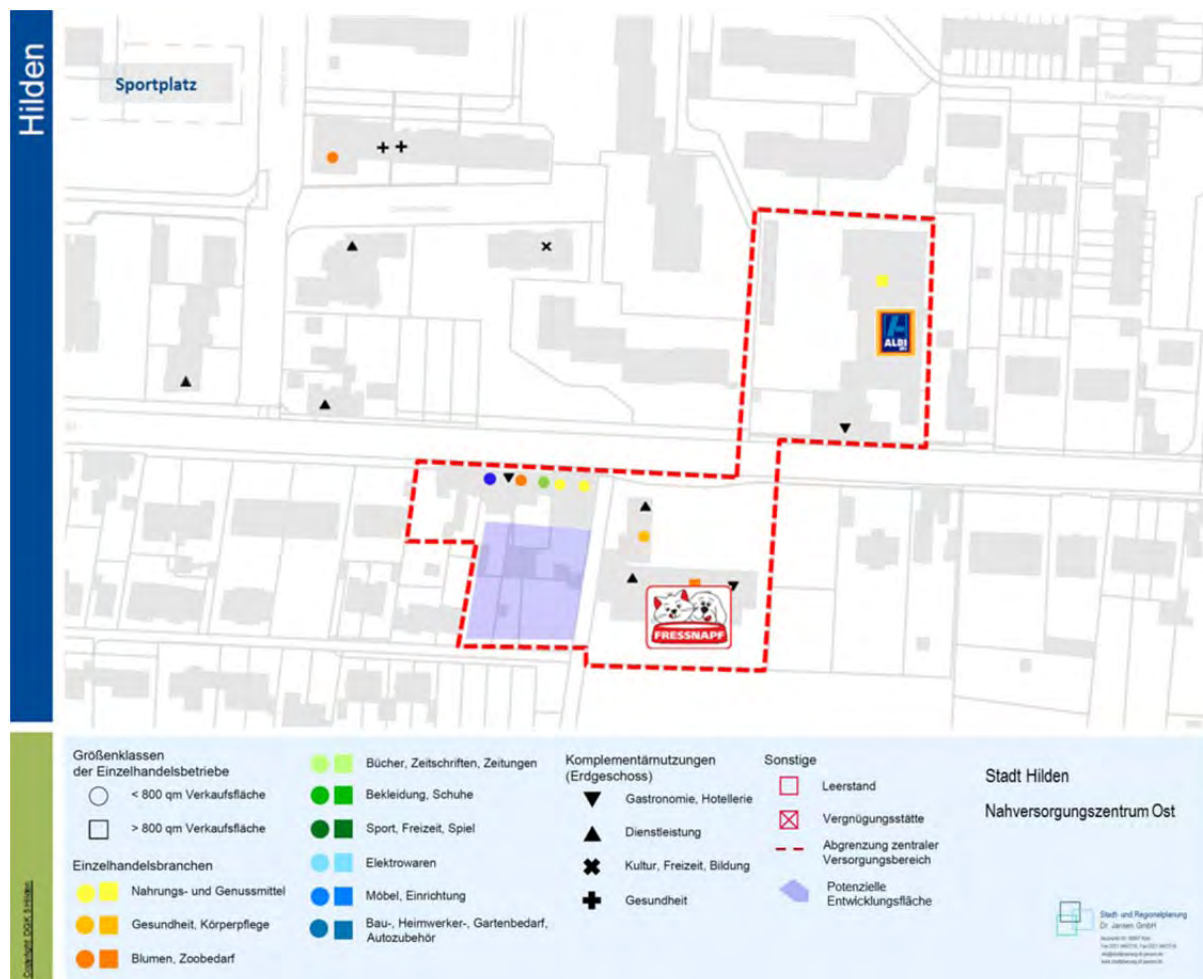 Hilden
Sportplatz
ALDI
FRESSNAPF
Größenklassen
der Einzelhandelsbetriebe
< 800 qm Verkaufsfläche
> 800 qm Verkaufsfläche
Einzelhandelsbranchen
Nahrungs- und Genussmittel
Gesundheit, Körperpflege
Blumen, Zoobedarf
Bücher, Zeitschriften, Zeitungen
Bekleidung, Schuhe
Sport, Freizeit, Spiel
Elektrowaren
Möbel, Einrichtung
Bau-, Heimwerker-, Gartenbedarf,
Autozubehör
Komplementärnutzungen
(Erdgeschoss)
Gastronomie, Hotellerie
Dienstleistung
Kultur, Freizeit, Bildung
Gesundheit
Sonstige
Leerstand
Vergnügungsstätte
Abgrenzung zentraler
Versorgungsbereich
Potenzielle
Entwicklungsfläche
Stadt Hilden
Nahversorgungszentrum Ost
Stadt- und Regionalplanung
Dr. Jansen GmbH